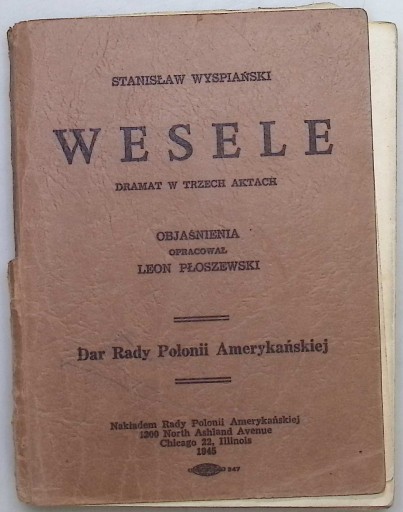 STANISŁAW WYSPIAŃSKI
WESELE
DRAMAT W TRZECH AKTACH
OBJAŚNIENIA
OPRACOWAŁ
LEON PŁOSZEWSKI
Dar Rady Polonii Amerykańskiej
Nakładem Rady Polonii Amerykańskiej
1200 North Ashland Avenue
Chicago 22, Illinois
1945
247